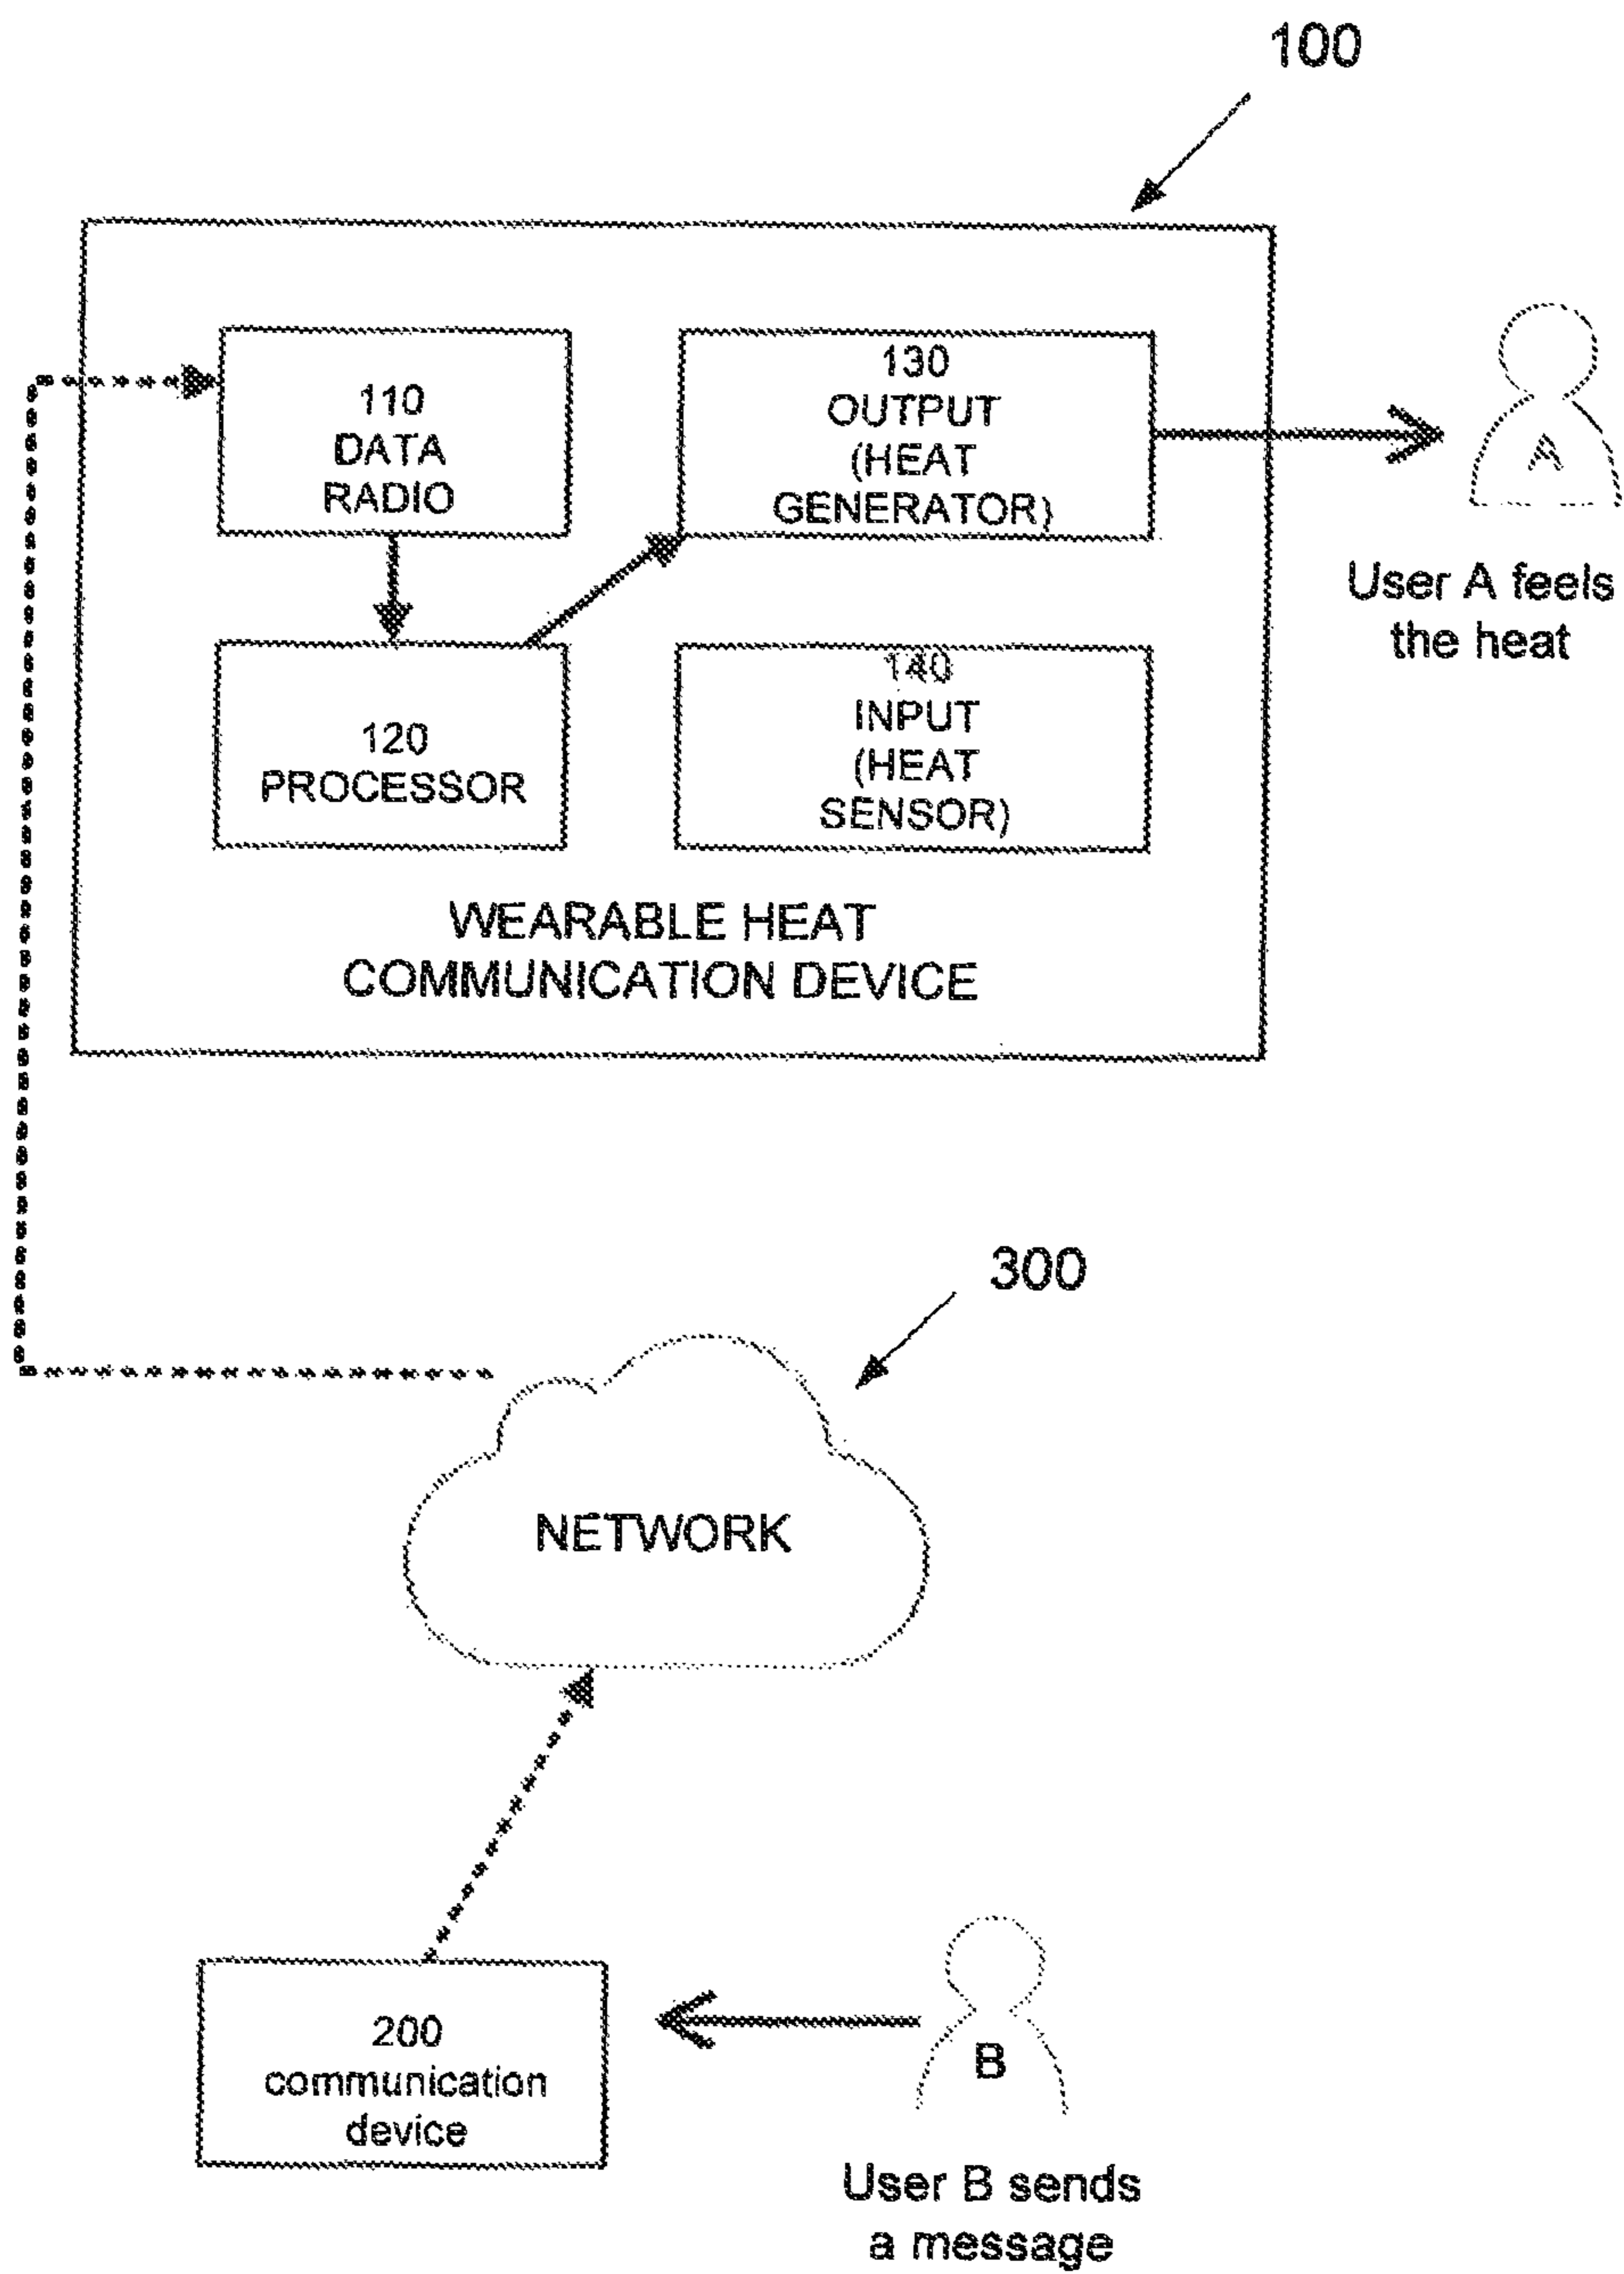 100
110
DATA
RADIO
130
OUTPUT
(HEAT
GENERATOR)
A
User A feels
the heat
120
PROCESSOR
140
INPUT
(HEAT
SENSOR)
WEARABLE HEAT
COMMUNICATION DEVICE
300
NETWORK
200
communication
device
B
User B sends
a message